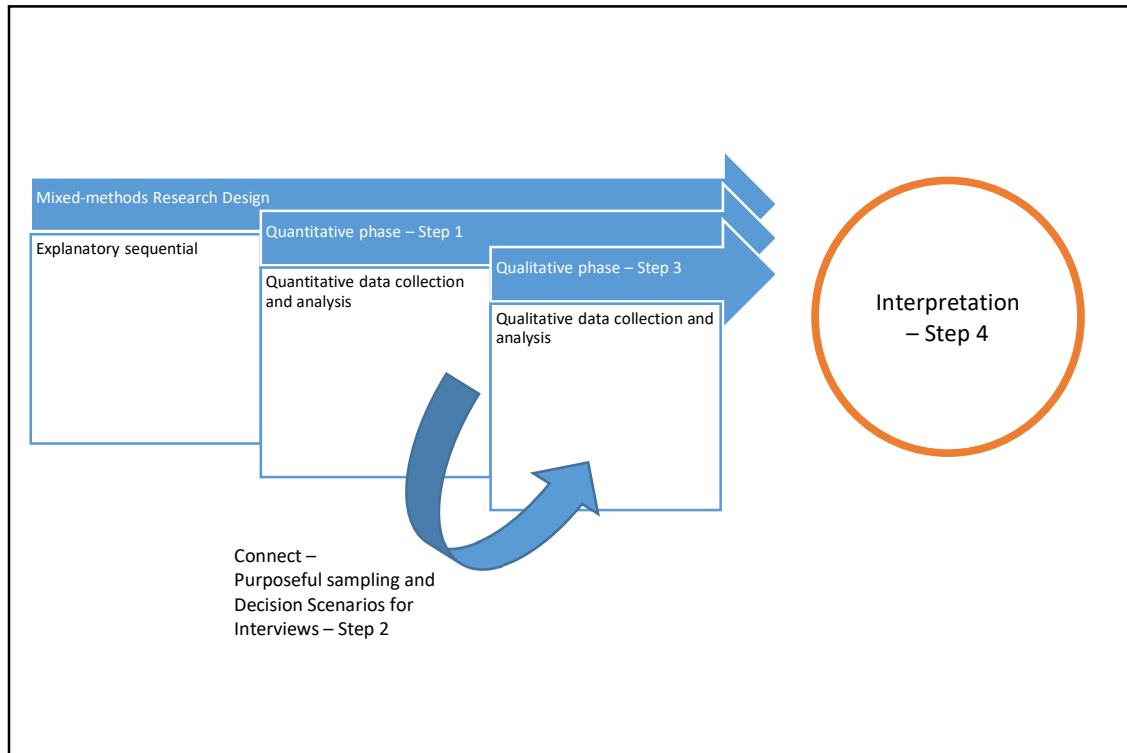 Mixed-methods Research Design
Explanatory sequential
Quantitative phase – Step 1
Quantitative data collection
and analysis
Qualitative phase – Step 3
Qualitative data collection and
analysis
Connect –
Purposeful sampling and
Decision Scenarios for
Interviews – Step 2
Interpretation
– Step 4